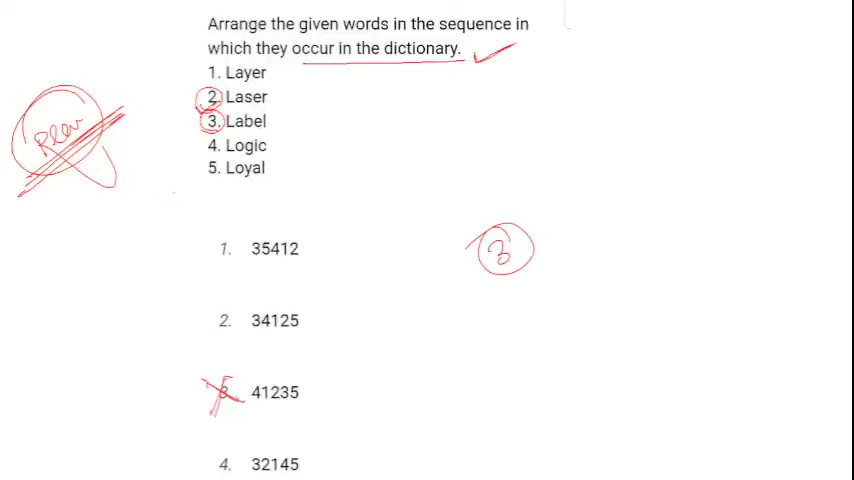 Arrange the given words in the sequence in
which they occur in the dictionary.
1. Layer
2. Laser
3. Label
4. Logic
5. Loyal
1. 35412
3
2. 34125
3. 41235
4. 32145